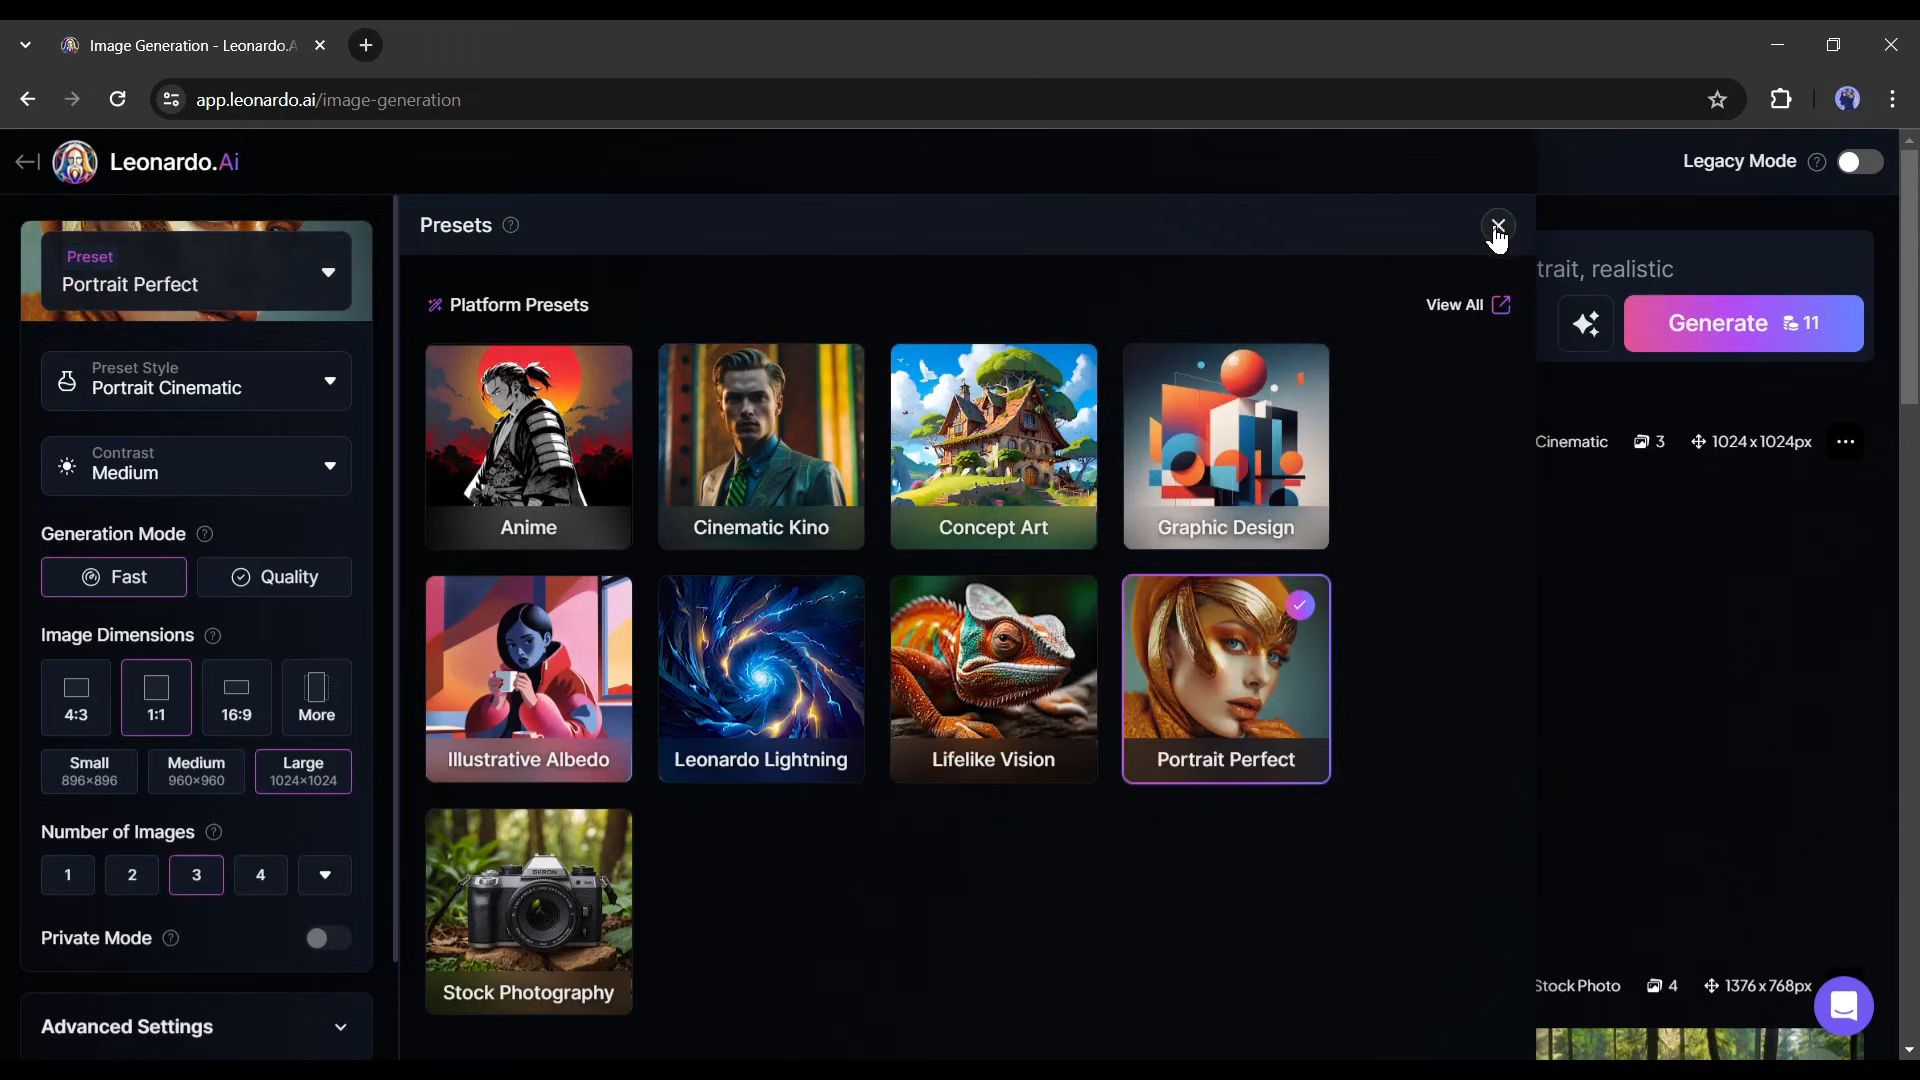 Image Generation - Leonardo.A
app.leonardo.ai/image-generation
Leonardo.Ai
Legacy Mode
Preset
Portrait Perfect
Preset Style
Portrait Cinematic
Contrast
Medium
Generation Mode
Fast
Quality
Image Dimensions
4:3
1:1
16:9
More
Small
896×896
Medium
960×960
Large
1024×1024
Number of Images
1
2
3
4
Private Mode
Advanced Settings
Presets
Platform Presets
View All
Anime
Cinematic Kino
Concept Art
Graphic Design
Illustrative Albedo
Leonardo Lightning
Lifelike Vision
Portrait Perfect
Stock Photography
trait, realistic
Generate 11
Cinematic 3 1024x1024px
Stock Photo 4 1376x768px